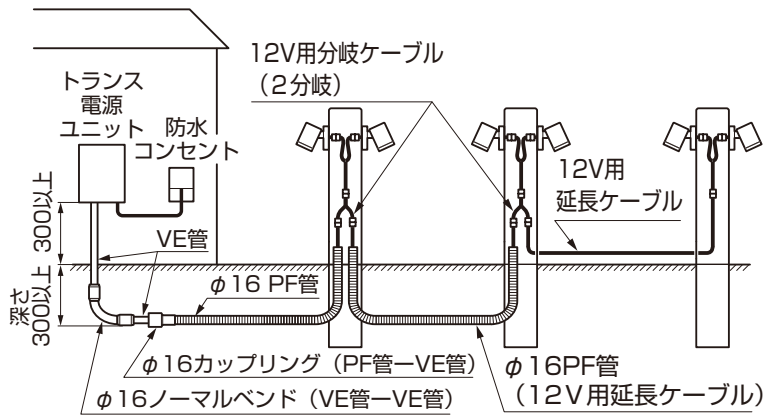 トランス
電源
ユニット
防水
コンセント
12V用分岐ケーブル
（2分岐）
12V用
延長ケーブル
300以上
VE管
深さ
300以上
φ16 PF管
φ16カップリング（PF管ーVE管）
φ16ノーマルベンド（VE管ーVE管）
φ16PF管
（12V用延長ケーブル）